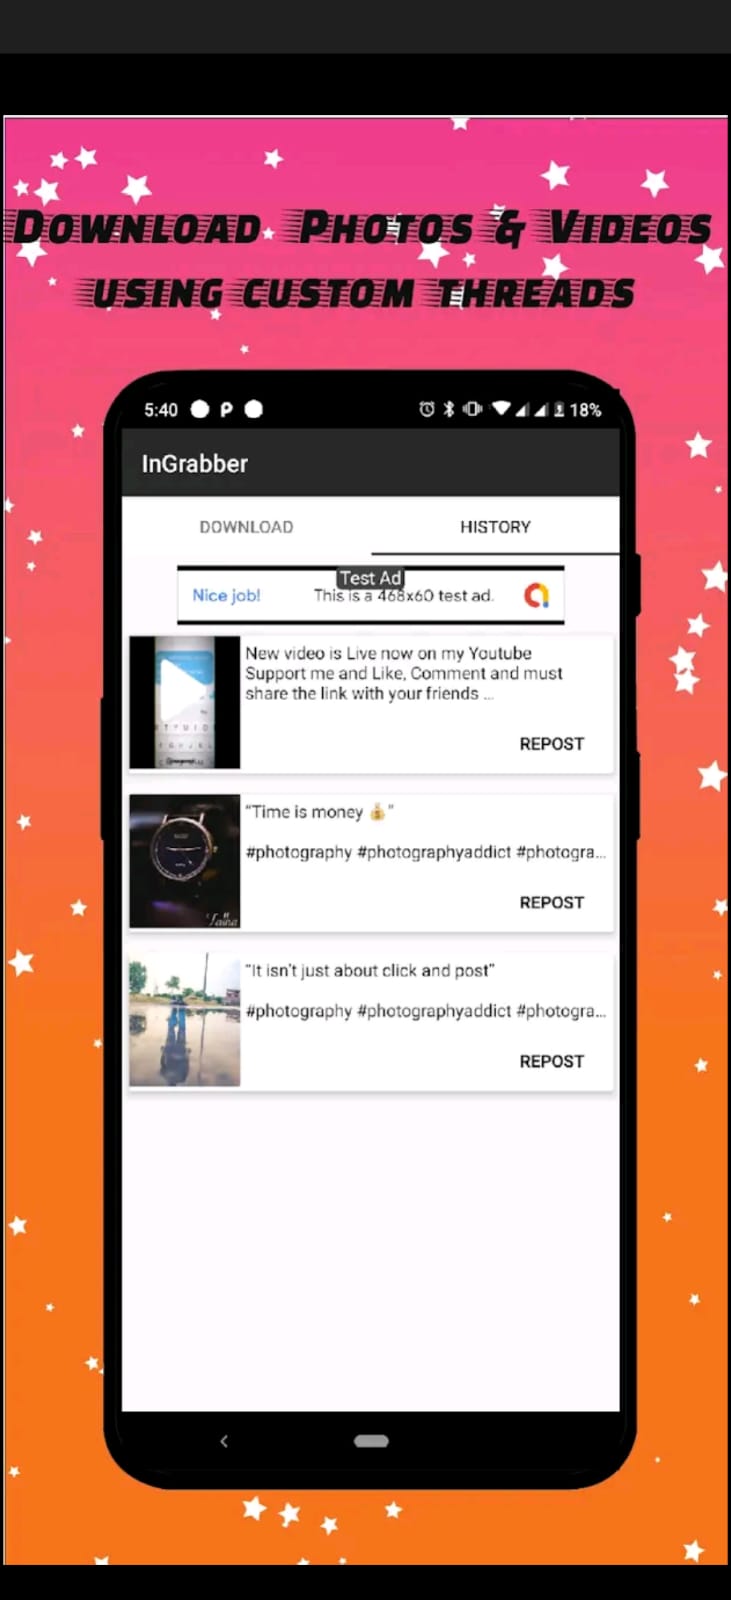 Download Photos & Videos
using custom threads
5:40
P
18%
InGrabber
DOWNLOAD
HISTORY
Test Ad
Nice job!
This is a 468x60 test ad.
New video is Live now on my Youtube
Support me and Like, Comment and must
share the link with your friends ...
REPOST
"Time is money 💰"
#photography #photographyaddict #photogra...
Talha
REPOST
"It isn't just about click and post"
#photography #photographyaddict #photogra...
REPOST